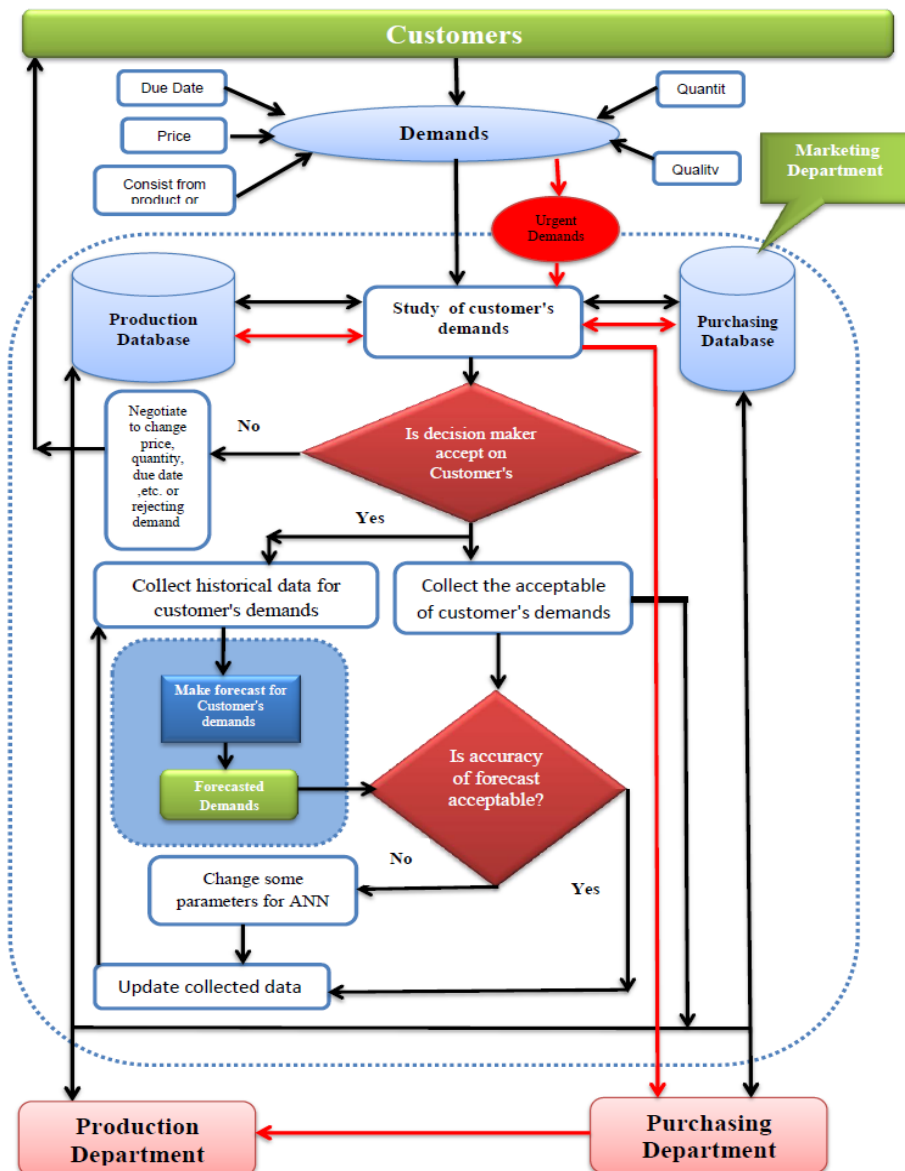 Customers
Due Date
Quantit
Demands
Price
Marketing
Department
Consist from
product or
Quality
Urgent
Demands
Production
Database
Study of customer's
demands
Purchasing
Database
Negotiate
to change
price,
quantity,
due date
,etc. or
rejecting
demand
No
Is decision maker
accept on
Customer's
Yes
Collect historical data for
customer's demands
Collect the acceptable
of customer's demands
Make forecast for
Customer's
demands
Is accuracy
of forecast
acceptable?
Forecasted
Demands
No
Yes
Change some
parameters for ANN
Update collected data
Production
Department
Purchasing
Department